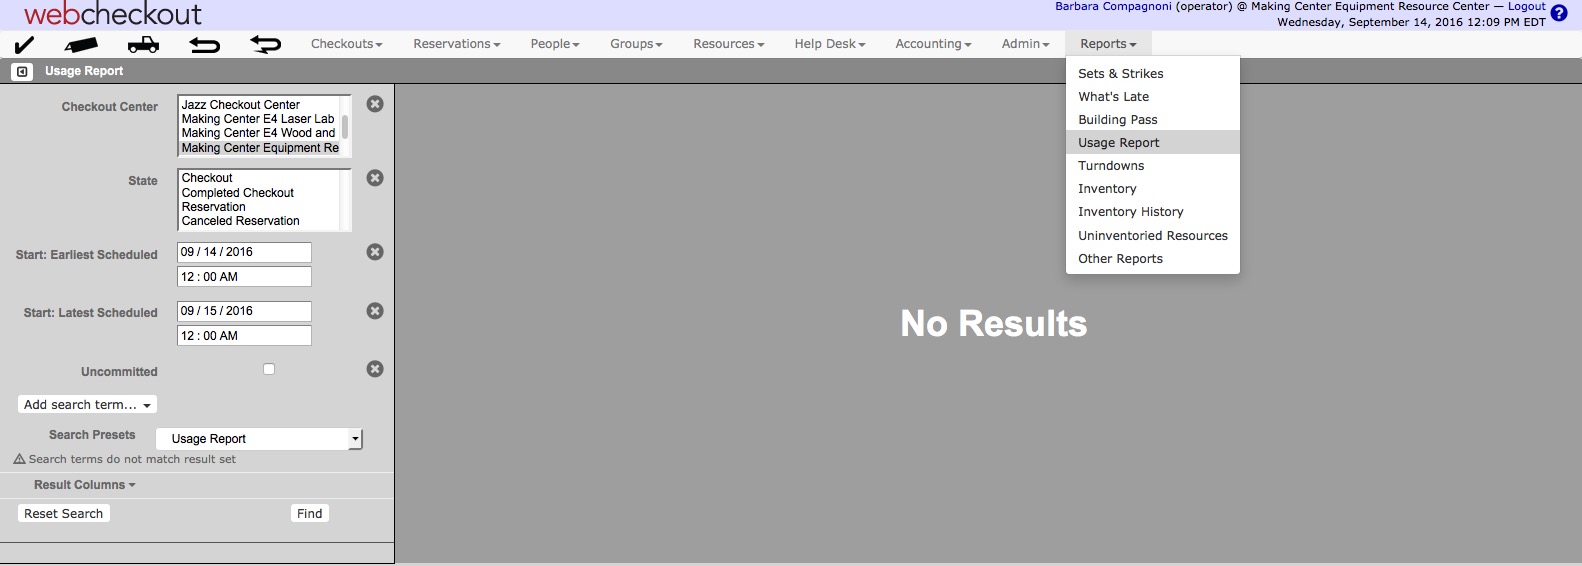 webcheckout
Barbara Compagnoni (operator) @ Making Center Equipment Resource Center — Logout
Wednesday, September 14, 2016 12:09 PM EDT
Checkouts Reservations People Groups Resources Help Desk Accounting Admin Reports
Usage Report
Sets & Strikes
What's Late
Building Pass
Usage Report
Turndowns
Inventory
Inventory History
Uninventoried Resources
Other Reports
Checkout Center
Jazz Checkout Center
Making Center E4 Laser Lab
Making Center E4 Wood and
Making Center Equipment Re
State
Checkout
Completed Checkout
Reservation
Canceled Reservation
Start: Earliest Scheduled 09 / 14 / 2016
12 : 00 AM
Start: Latest Scheduled 09 / 15 / 2016
12 : 00 AM
Uncommitted
Add search term...
Search Presets Usage Report
Search terms do not match result set
Result Columns
Reset Search Find
No Results